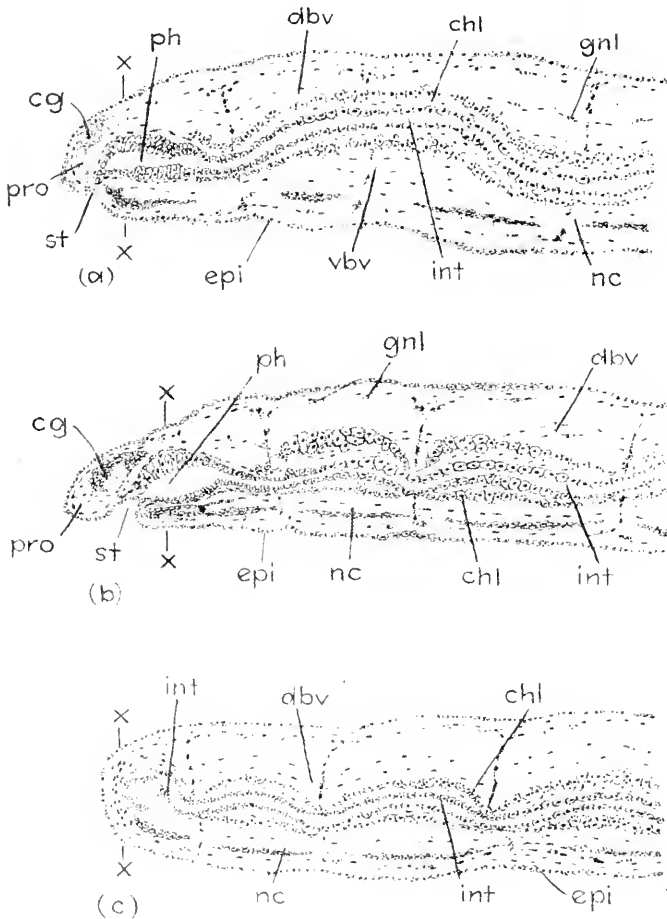 dbv
chl
gnl
ph
X
cg
pro
st
X
(a)
epi
vbv
int
nc
gnl
dbv
ph
X
cg
pro
st
X
(b)
epi
nc
chl
int
int
dbv
chl
X
X
(c)
nc
int
epi